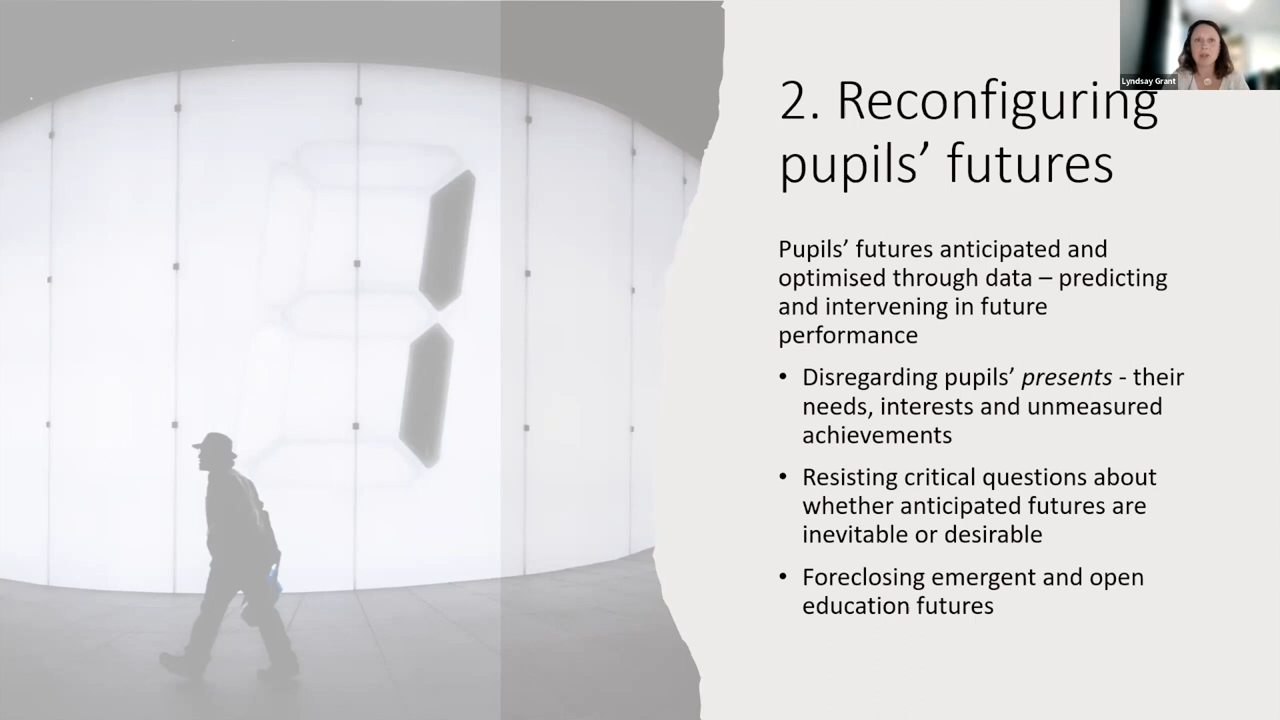 Lyndsay Grant
2. Reconfiguring
pupils’ futures
Pupils’ futures anticipated and
optimised through data – predicting
and intervening in future
performance
• Disregarding pupils’ presents - their
needs, interests and unmeasured
achievements
• Resisting critical questions about
whether anticipated futures are
inevitable or desirable
• Foreclosing emergent and open
education futures